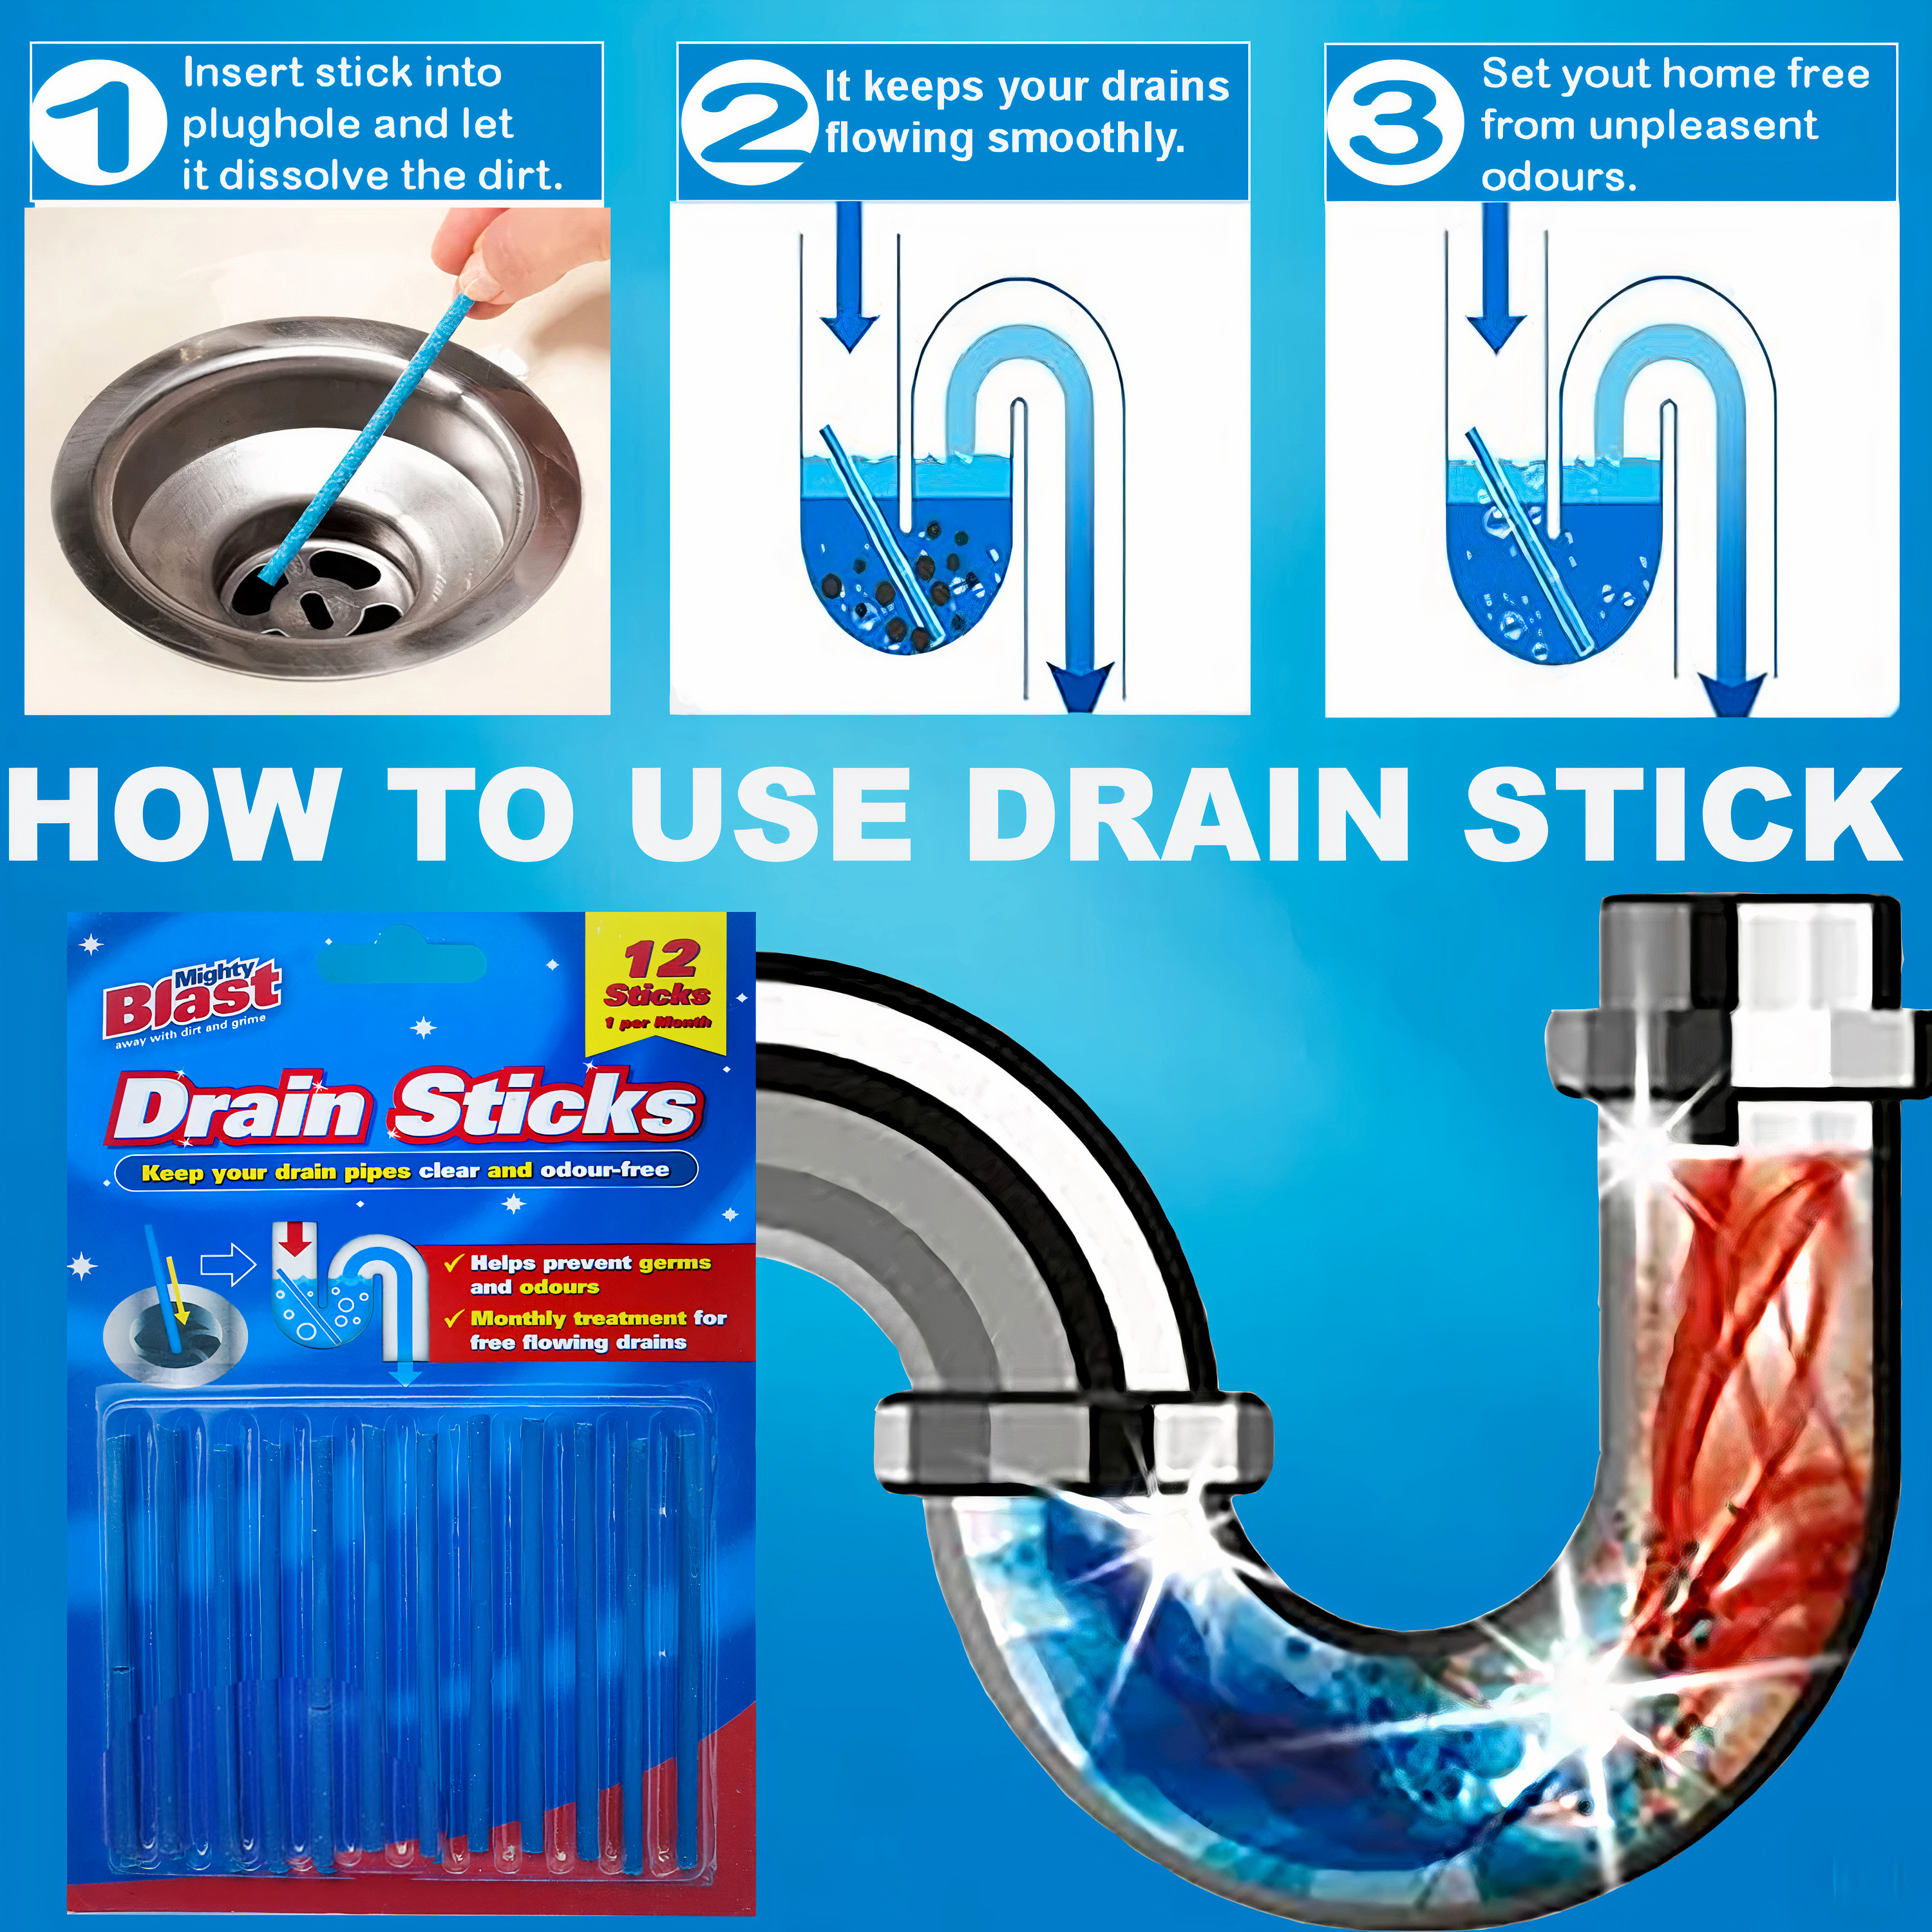 1
Insert stick into
plughole and let
it dissolve the dirt.
2
It keeps your drains
flowing smoothly.
3
Set yout home free
from unpleasent
odours.
HOW TO USE DRAIN STICK
Mighty
Blast
away with dirt and grime
12
Sticks
1 per Month
Drain Sticks
Keep your drain pipes clear and odour-free
✓ Helps prevent germs
and odours
✓ Monthly treatment for
free flowing drains